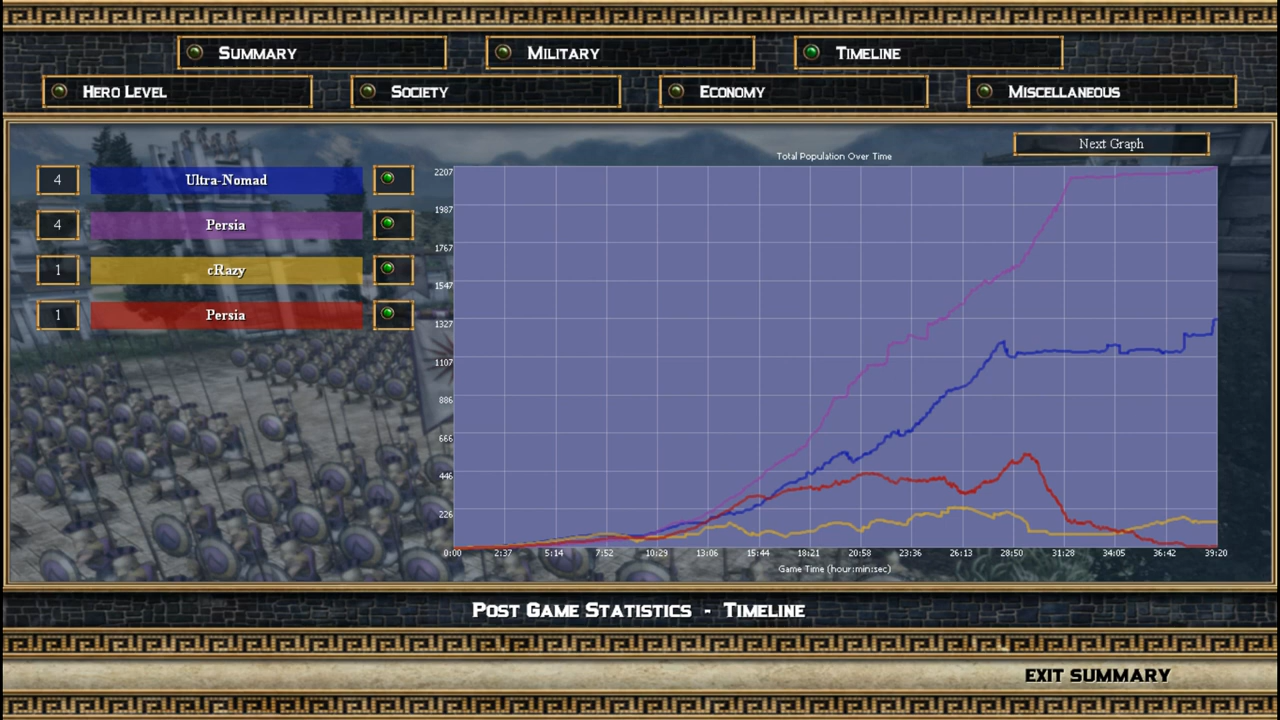 SUMMARY
MILITARY
TIMELINE
HERO LEVEL
SOCIETY
ECONOMY
MISCELLANEOUS
Next Graph
Total Population Over Time
4 Ultra-Nomad
4 Persia
1 cRazy
1 Persia
2207
1987
1767
1547
1327
1107
886
666
446
226
0:00 2:37 5:14 7:52 10:29 13:06 15:44 18:21 20:58 23:36 26:13 28:50 31:28 34:05 36:42 39:20
Game Time (hour:min:sec)
POST GAME STATISTICS - TIMELINE
EXIT SUMMARY